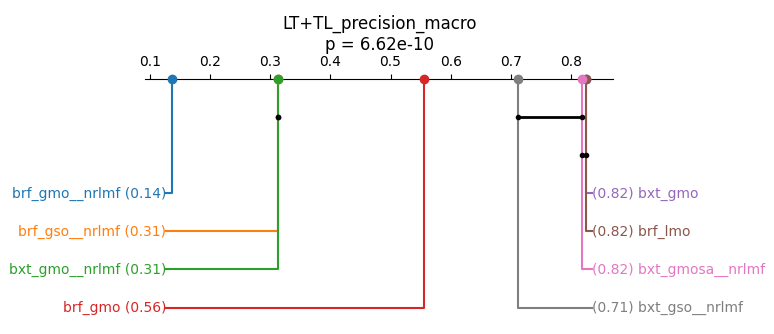 LT+TL_precision_macro
p = 6.62e-10
0.1 0.2 0.3 0.4 0.5 0.6 0.7 0.8
brf_gmo__nrlmf (0.14) (0.82) bxt_gmo
brf_gso__nrlmf (0.31) (0.82) brf_lmo
bxt_gmo__nrlmf (0.31) (0.82) bxt_gmosa__nrlmf
brf_gmo (0.56) (0.71) bxt_gso__nrlmf